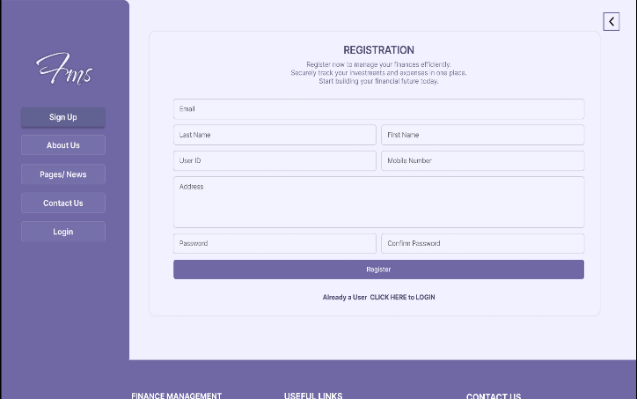 Fms
Sign Up
About Us
Pages/ News
Contact Us
Login
REGISTRATION
Register now to manage your finances efficiently.
Securely track your investments and expenses in one place.
Start building your financial future today.
Email
Last Name
First Name
User ID
Mobile Number
Address
Password
Confirm Password
Register
Already a User CLICK HERE to LOGIN
FINANCE MANAGEMENT
USEFUL LINKS
CONTACT US